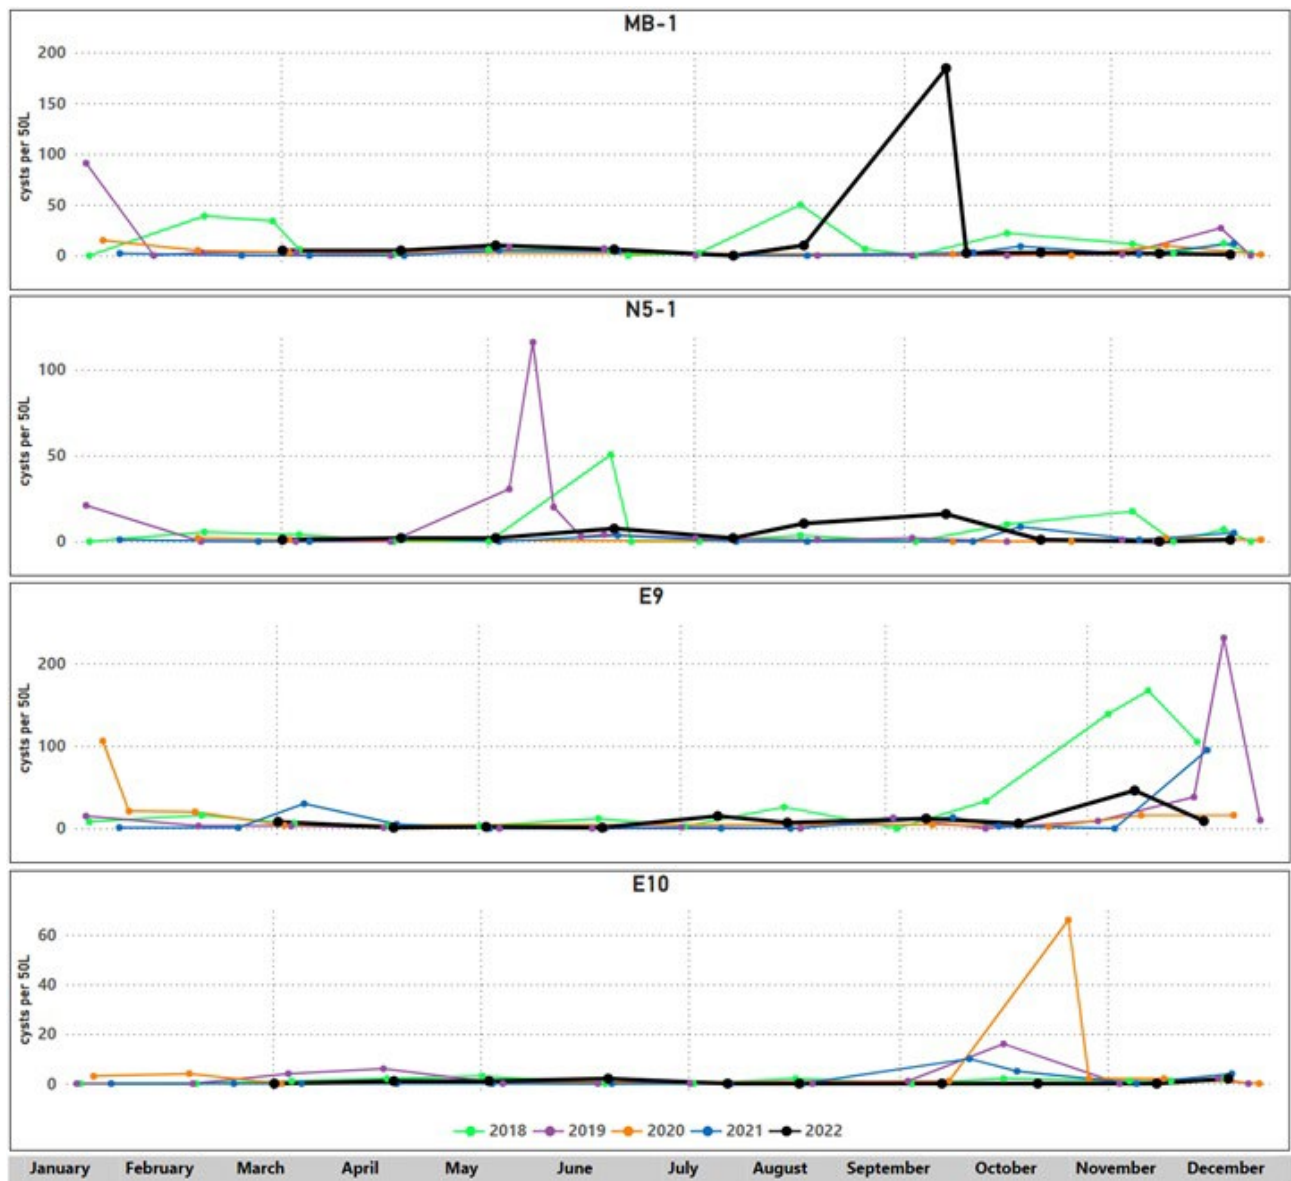 MB-1
cysts per 50L
200
150
100
50
0
N5-1
cysts per 50L
100
50
0
E9
cysts per 50L
200
100
0
E10
cysts per 50L
60
40
20
0
2018 2019 2020 2021 2022
January February March April May June July August September October November December